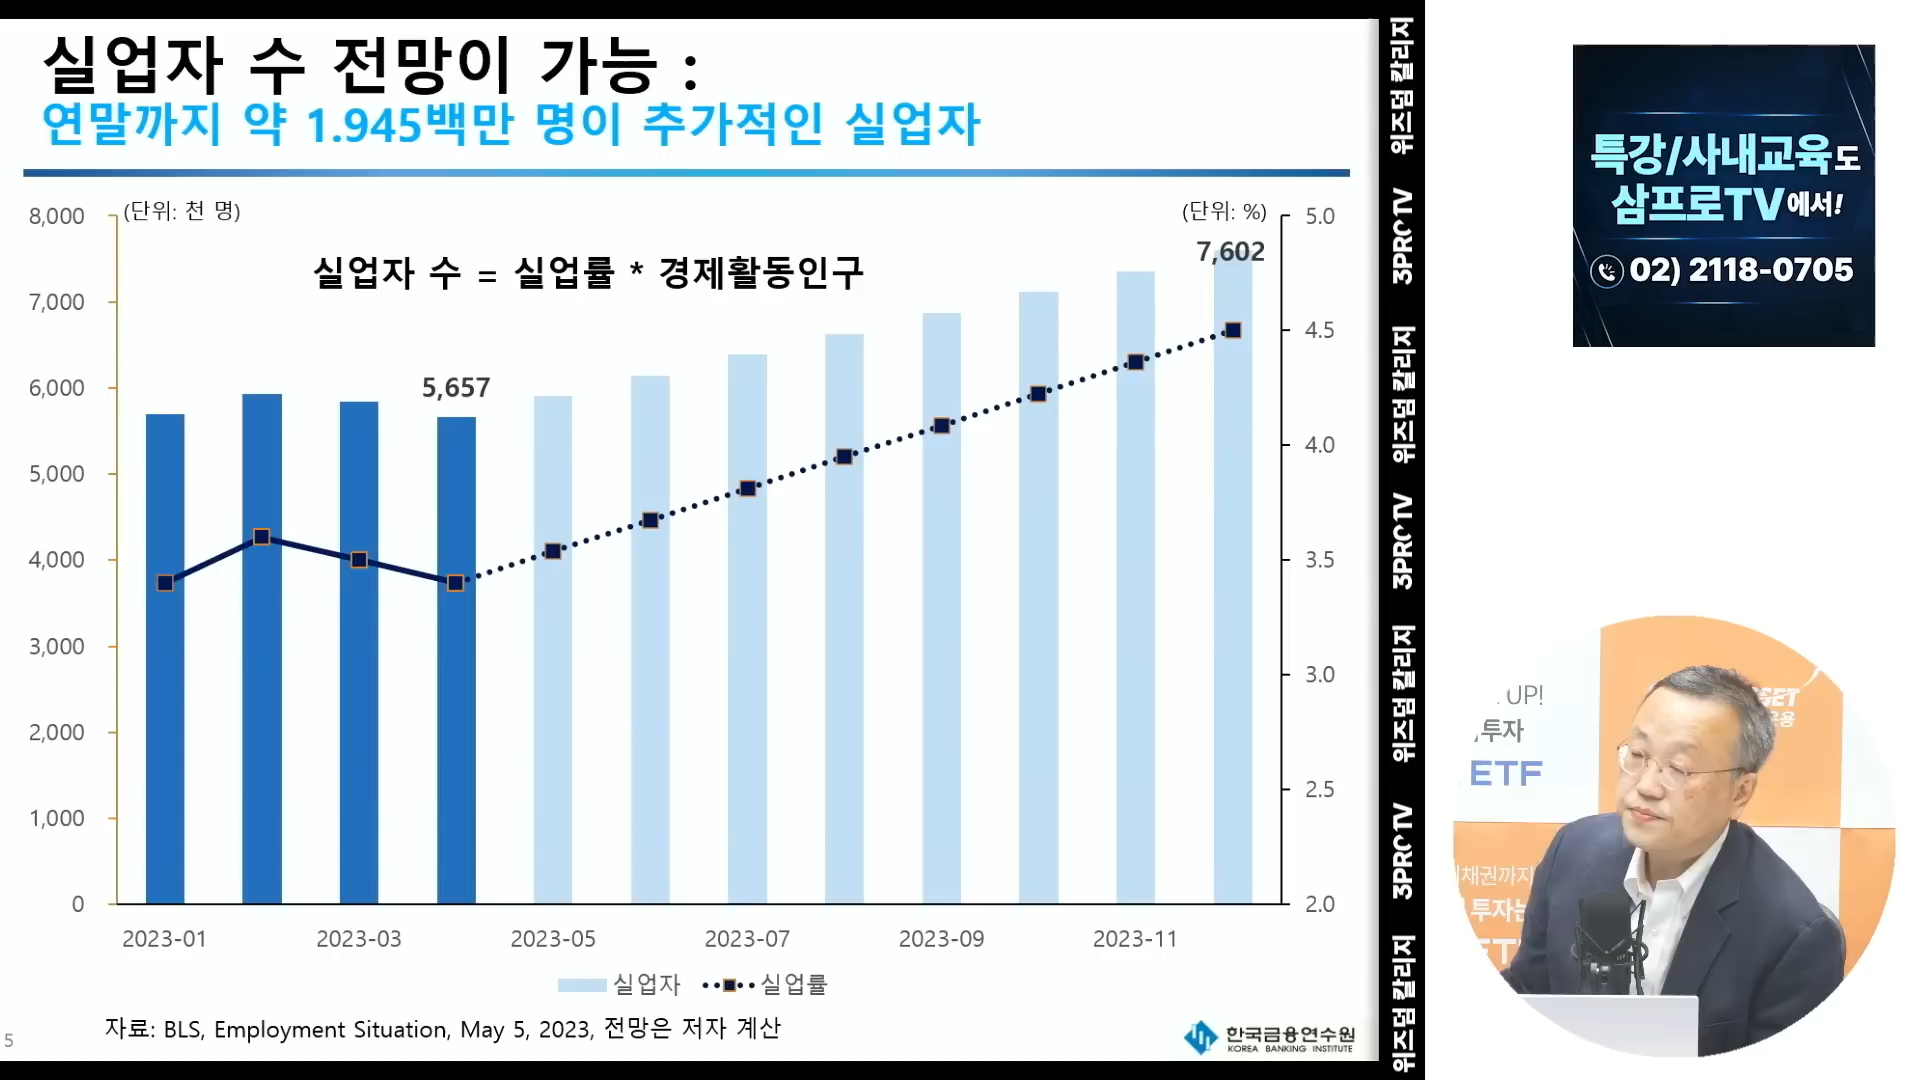 실업자 수 전망이 가능 :
연말까지 약 1.945백만 명이 추가적인 실업자
(단위: 천 명)
(단위: %)
실업자 수 = 실업률 * 경제활동인구
8,000
7,000
6,000
5,000
4,000
3,000
2,000
1,000
0
5,657
7,602
5.0
4.5
4.0
3.5
3.0
2.5
2.0
2023-01
2023-03
2023-05
2023-07
2023-09
2023-11
실업자
실업률
자료: BLS, Employment Situation, May 5, 2023, 전망은 저자 계산
5
한국금융연수원
KOREA BANKING INSTITUTE
위즈덤 칼리지
3PROTV
위즈덤 칼리지
3PROTV
위즈덤 칼리지
3PROTV
위즈덤 칼리지
특강/사내교육도
삼프로TV에서!
02) 2118-0705
UP!
투자
ETF
채권까지
투자는